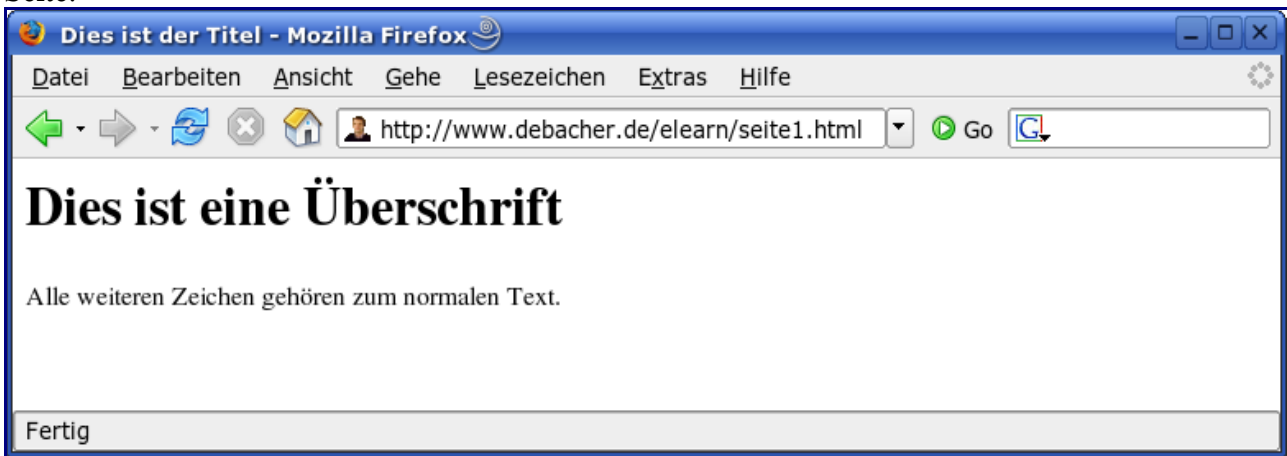 Dies ist der Titel - Mozilla Firefox
Datei Bearbeiten Ansicht Gehe Lesezeichen Extras Hilfe
http://www.debacher.de/elearn/seite1.html Go G
Dies ist eine Überschrift
Alle weiteren Zeichen gehören zum normalen Text.
Fertig